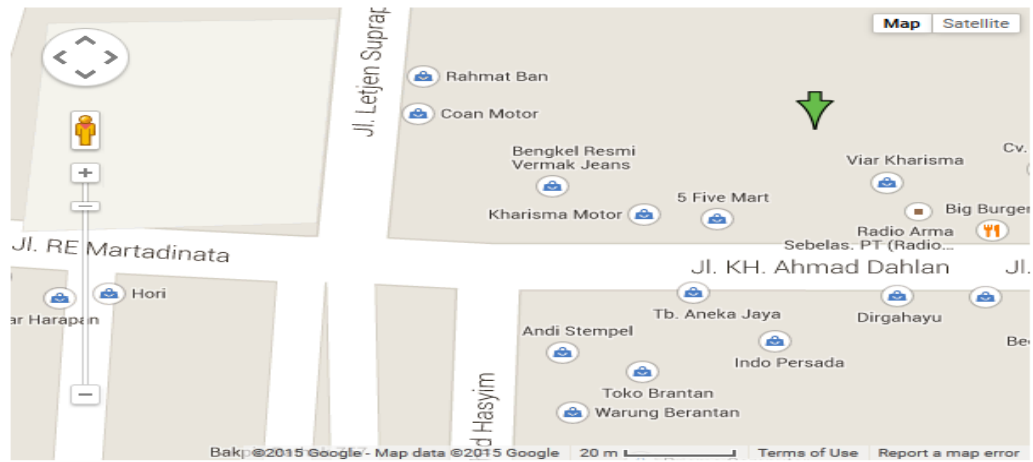 Map Satellite
Jl. Letjen Suprap
Rahmat Ban
Coan Motor
Bengkel Resmi
Vermak Jeans
Kharisma Motor
5 Five Mart
Viar Kharisma
Cv.
Big Burger
Radio Arma
Sebelas. PT (Radio...
Jl. RE Martadinata
Jl. KH. Ahmad Dahlan
Jl.
Hori
ar Harapan
Tb. Aneka Jaya
Dirgahayu
Andi Stempel
Indo Persada
Be
Toko Brantan
Warung Berantan
d Hasyim
©2015 Google - Map data ©2015 Google 20 m Terms of Use Report a map error